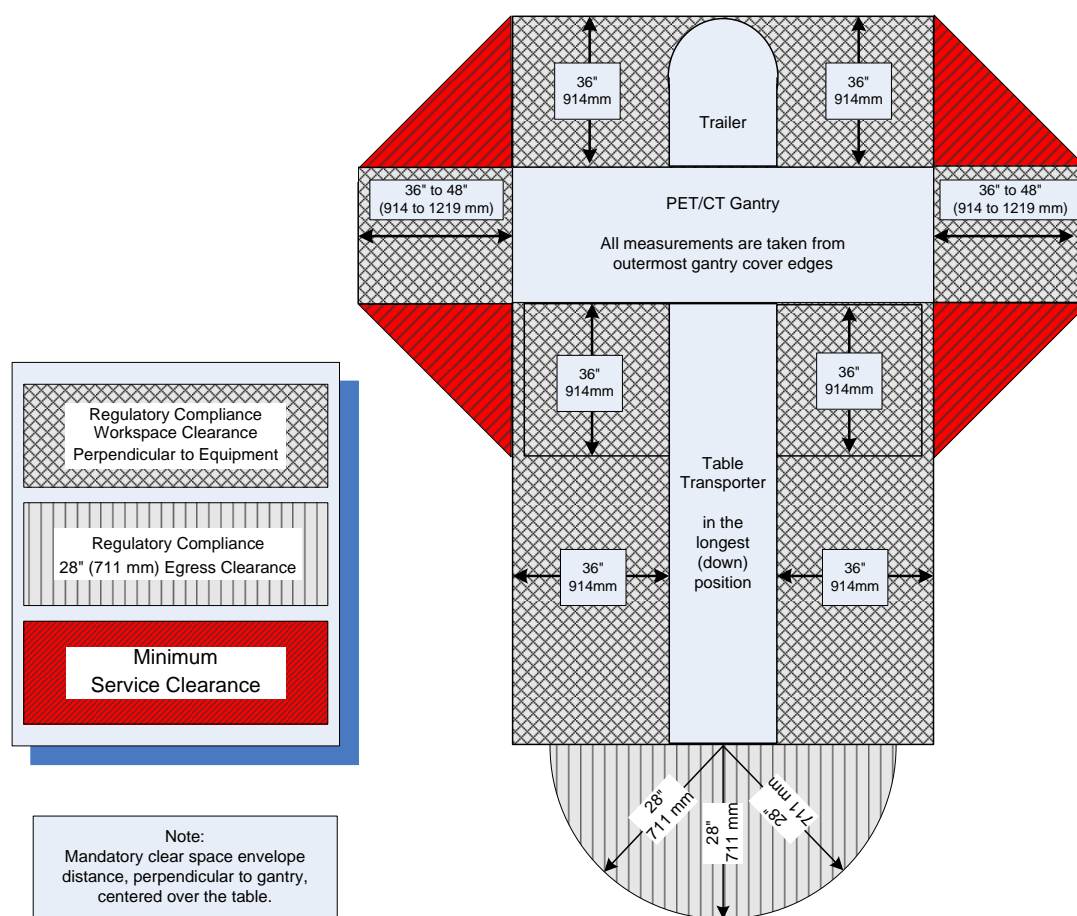 36"
914mm
36"
914mm
Trailer
36" to 48"
(914 to 1219 mm)
PET/CT Gantry
All measurements are taken from
outermost gantry cover edges
36" to 48"
(914 to 1219 mm)
36"
914mm
36"
914mm
Table
Transporter
in the
longest
(down)
position
36"
914mm
36"
914mm
28"
711 mm
28"
711 mm
28"
711 mm
Regulatory Compliance
Workspace Clearance
Perpendicular to Equipment
Regulatory Compliance
28" (711 mm) Egress Clearance
Minimum
Service Clearance
Note:
Mandatory clear space envelope
distance, perpendicular to gantry,
centered over the table.